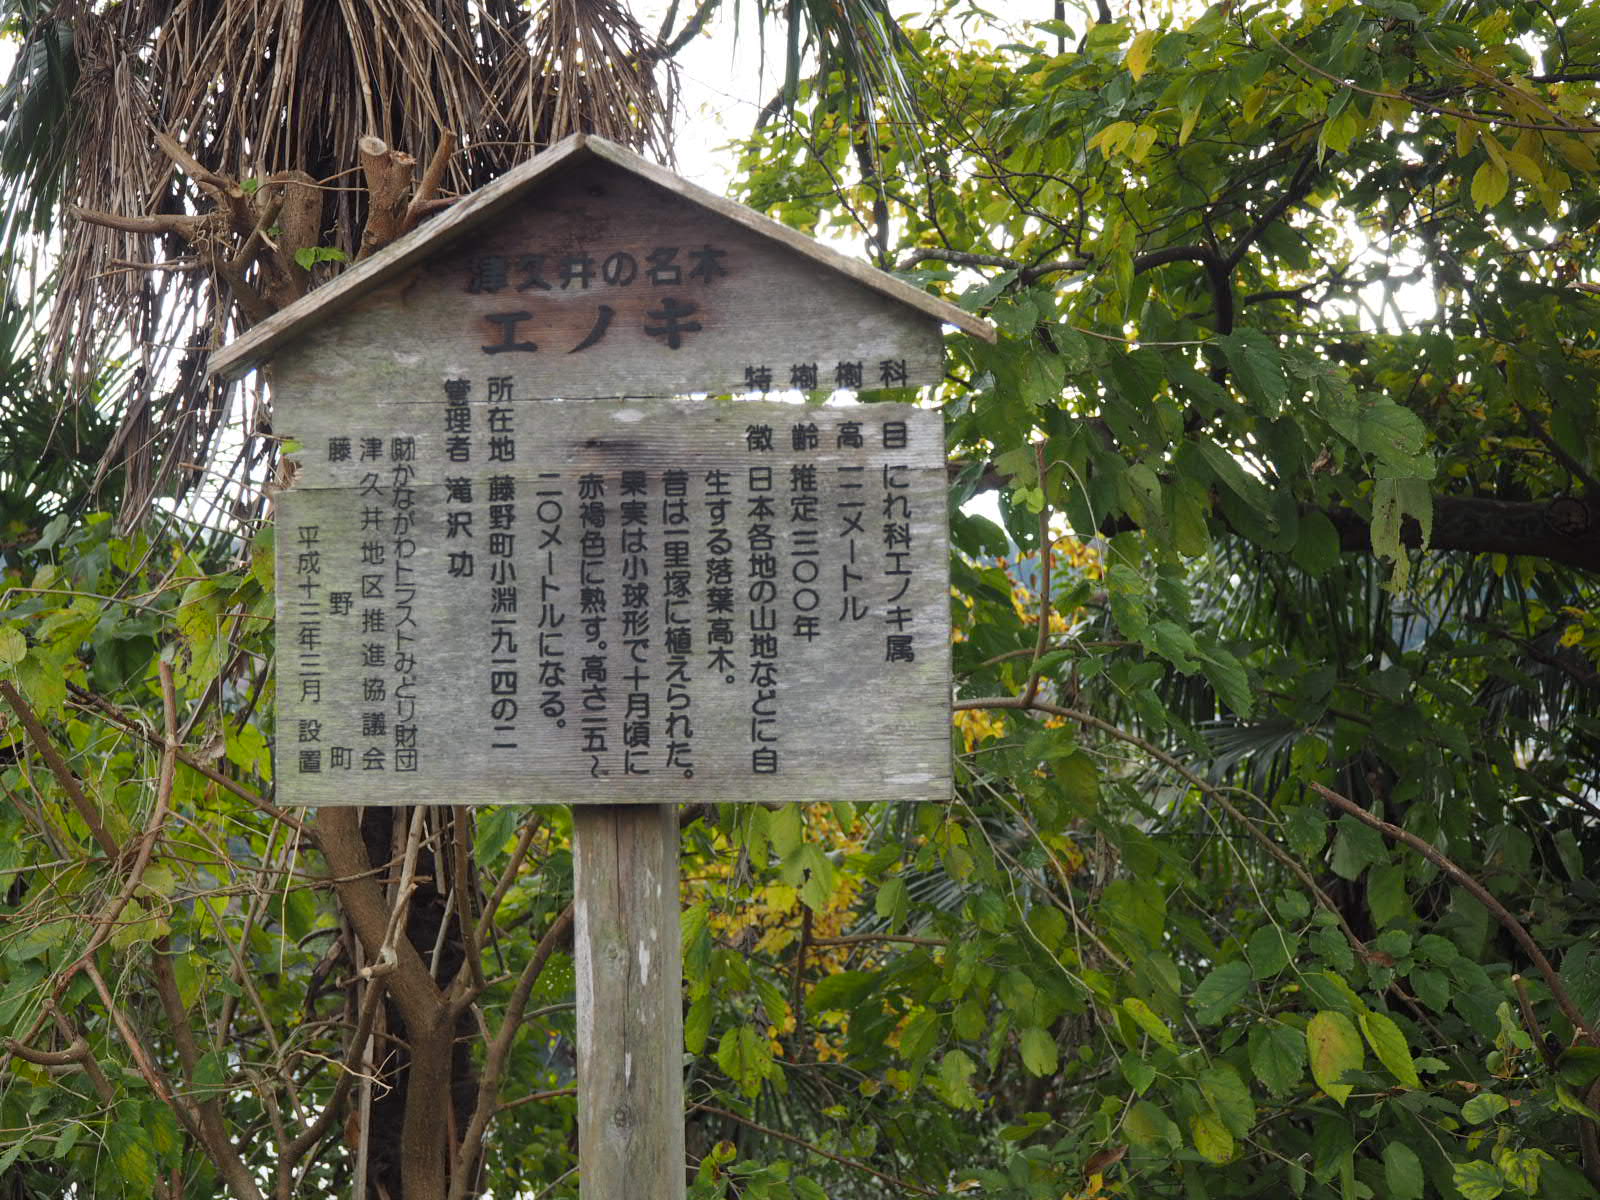 津久井の名木
エノキ
科目 にれ科エノキ属
樹高 一二メートル
樹齢 推定三〇〇年
特徴 日本各地の山地などに自
生する落葉高木。
昔は一里塚に植えられた。
果実は小球形で十月頃に
赤褐色に熟す。高さ一五〜
二〇メートルになる。
所在地 藤野町小淵一九一四の二
管理者 滝沢 功
㈶かながわトラストみどり財団
津久井地区推進協議会
藤野町
平成十三年三月 設置